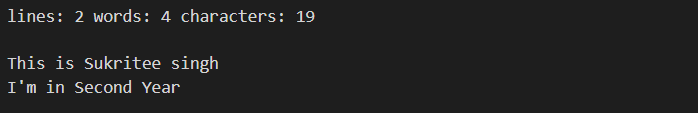 lines: 2 words: 4 characters: 19
This is Sukritee singh
I'm in Second Year